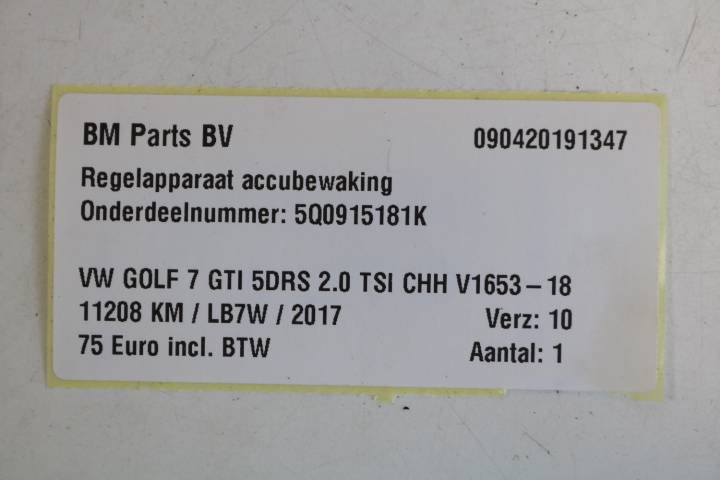 BM Parts BV 090420191347
Regelapparaat accubewaking
Onderdeelnummer: 5Q0915181K
VW GOLF 7 GTI 5DRS 2.0 TSI CHH V1653-18
11208 KM / LB7W / 2017 Verz: 10
75 Euro incl. BTW Aantal: 1